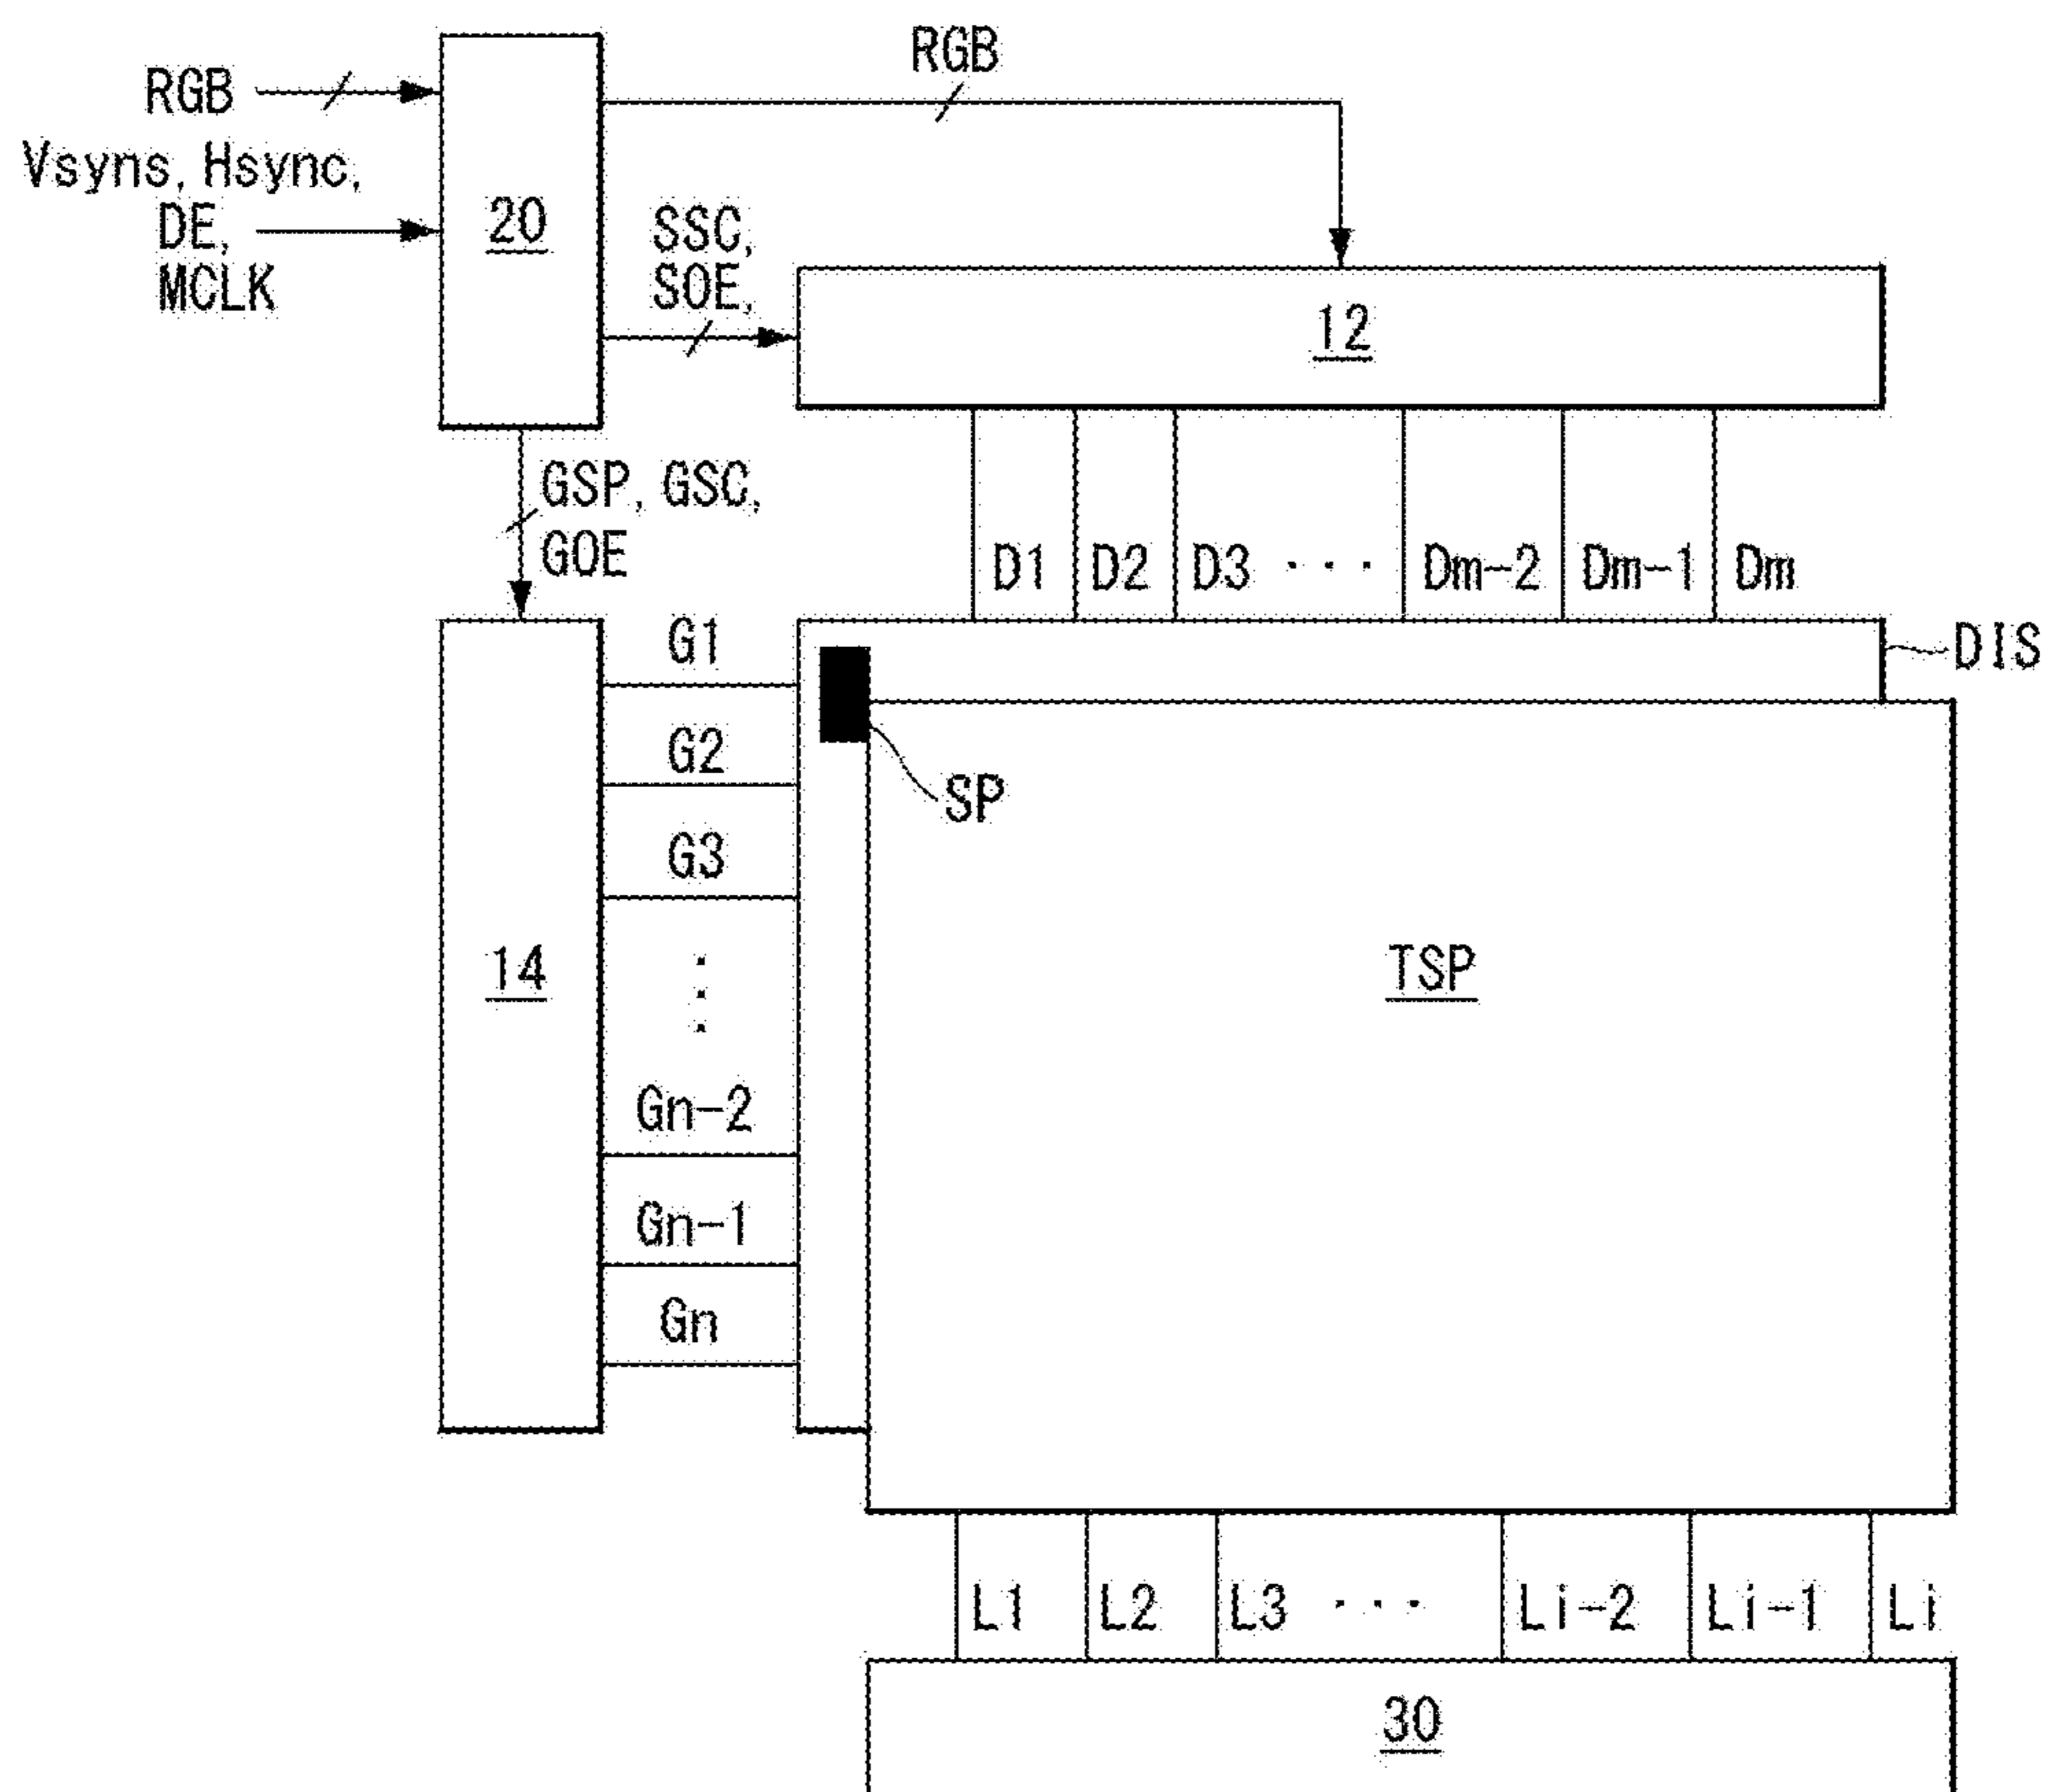 RGB
RGB
Vsyns, Hsync,
DE,
MCLK
20
SSC,
SOE,
12
GSP, GSC,
GOE
D1 D2 D3 ··· Dm-2 Dm-1 Dm
DIS
G1
G2
SP
G3
14
TSP
⋮
Gn-2
Gn-1
Gn
L1 L2 L3 ··· Li-2 Li-1 Li
30